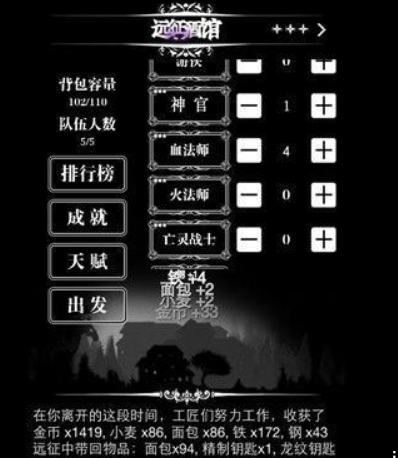 远征酒馆
背包容量
102/110
队伍人数
5/5
排行榜
成就
天赋
出发
游侠 0
神官 1
血法师 4
火法师 0
亡灵战士 0
铁 +4
面包 +2
小麦 +2
金币 +33
在你离开的这段时间，工匠们努力工作，收获了
金币 x1419, 小麦 x86, 面包 x86, 铁 x172, 钢 x43
远征中带回物品：面包x94, 精制钥匙x1, 龙纹钥匙